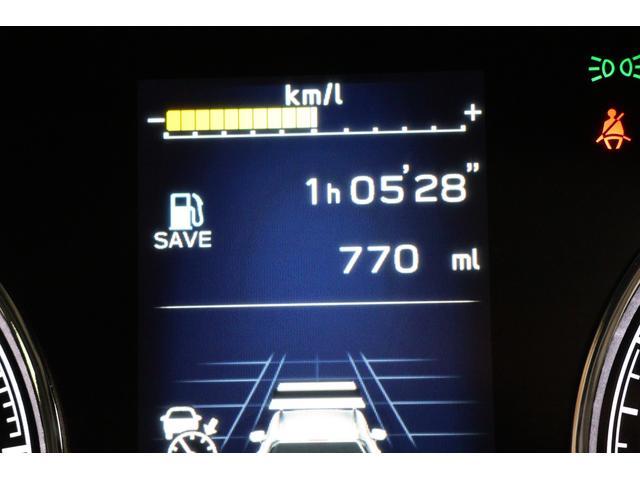 km/l
− +
1h05'28”
SAVE
770 ml